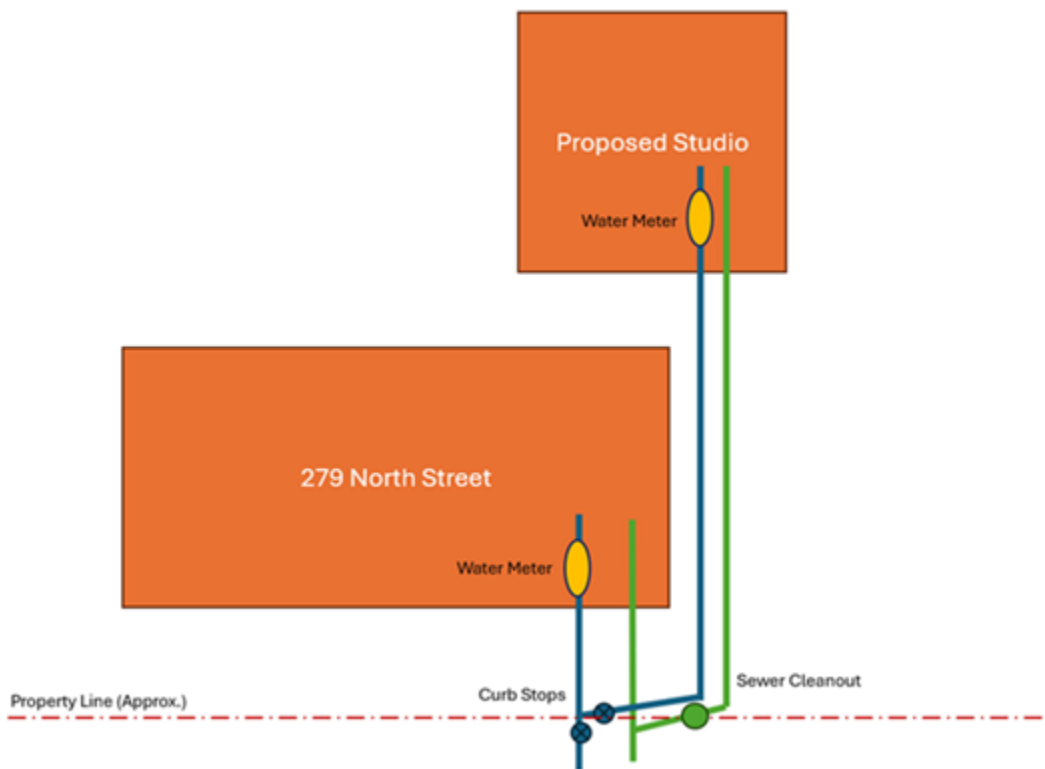 Proposed Studio
Water Meter
279 North Street
Water Meter
Sewer Cleanout
Curb Stops
Property Line (Approx.)